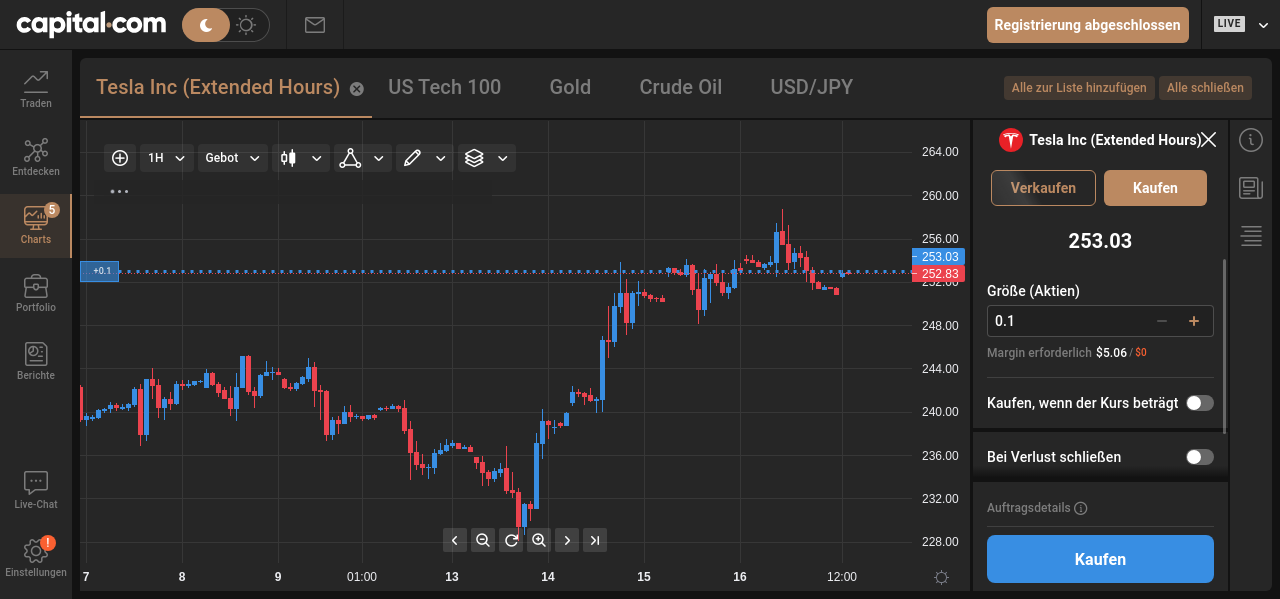 capital.com
Registrierung abgeschlossen
LIVE
Traden
Entdecken
5
Charts
Portfolio
Berichte
Live-Chat
!
Einstellungen
Tesla Inc (Extended Hours)
US Tech 100
Gold
Crude Oil
USD/JPY
Alle zur Liste hinzufügen
Alle schließen
1H
Gebot
+0.1
264.00
260.00
256.00
253.03
252.83
252.00
248.00
244.00
240.00
236.00
232.00
228.00
7
8
9
01:00
13
14
15
16
12:00
Tesla Inc (Extended Hours)
Verkaufen
Kaufen
253.03
Größe (Aktien)
0.1
Margin erforderlich $5.06 / $0
Kaufen, wenn der Kurs beträgt
Bei Verlust schließen
Auftragsdetails
Kaufen